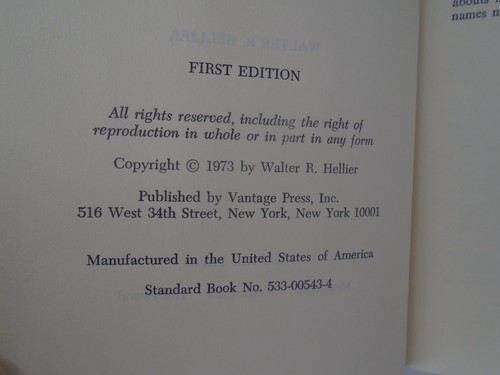 FIRST EDITION
All rights reserved, including the right of
reproduction in whole or in part in any form
Copyright © 1973 by Walter R. Hellier
Published by Vantage Press, Inc.
516 West 34th Street, New York, New York 10001
Manufactured in the United States of America
Standard Book No. 533-00543-4
abouts
names